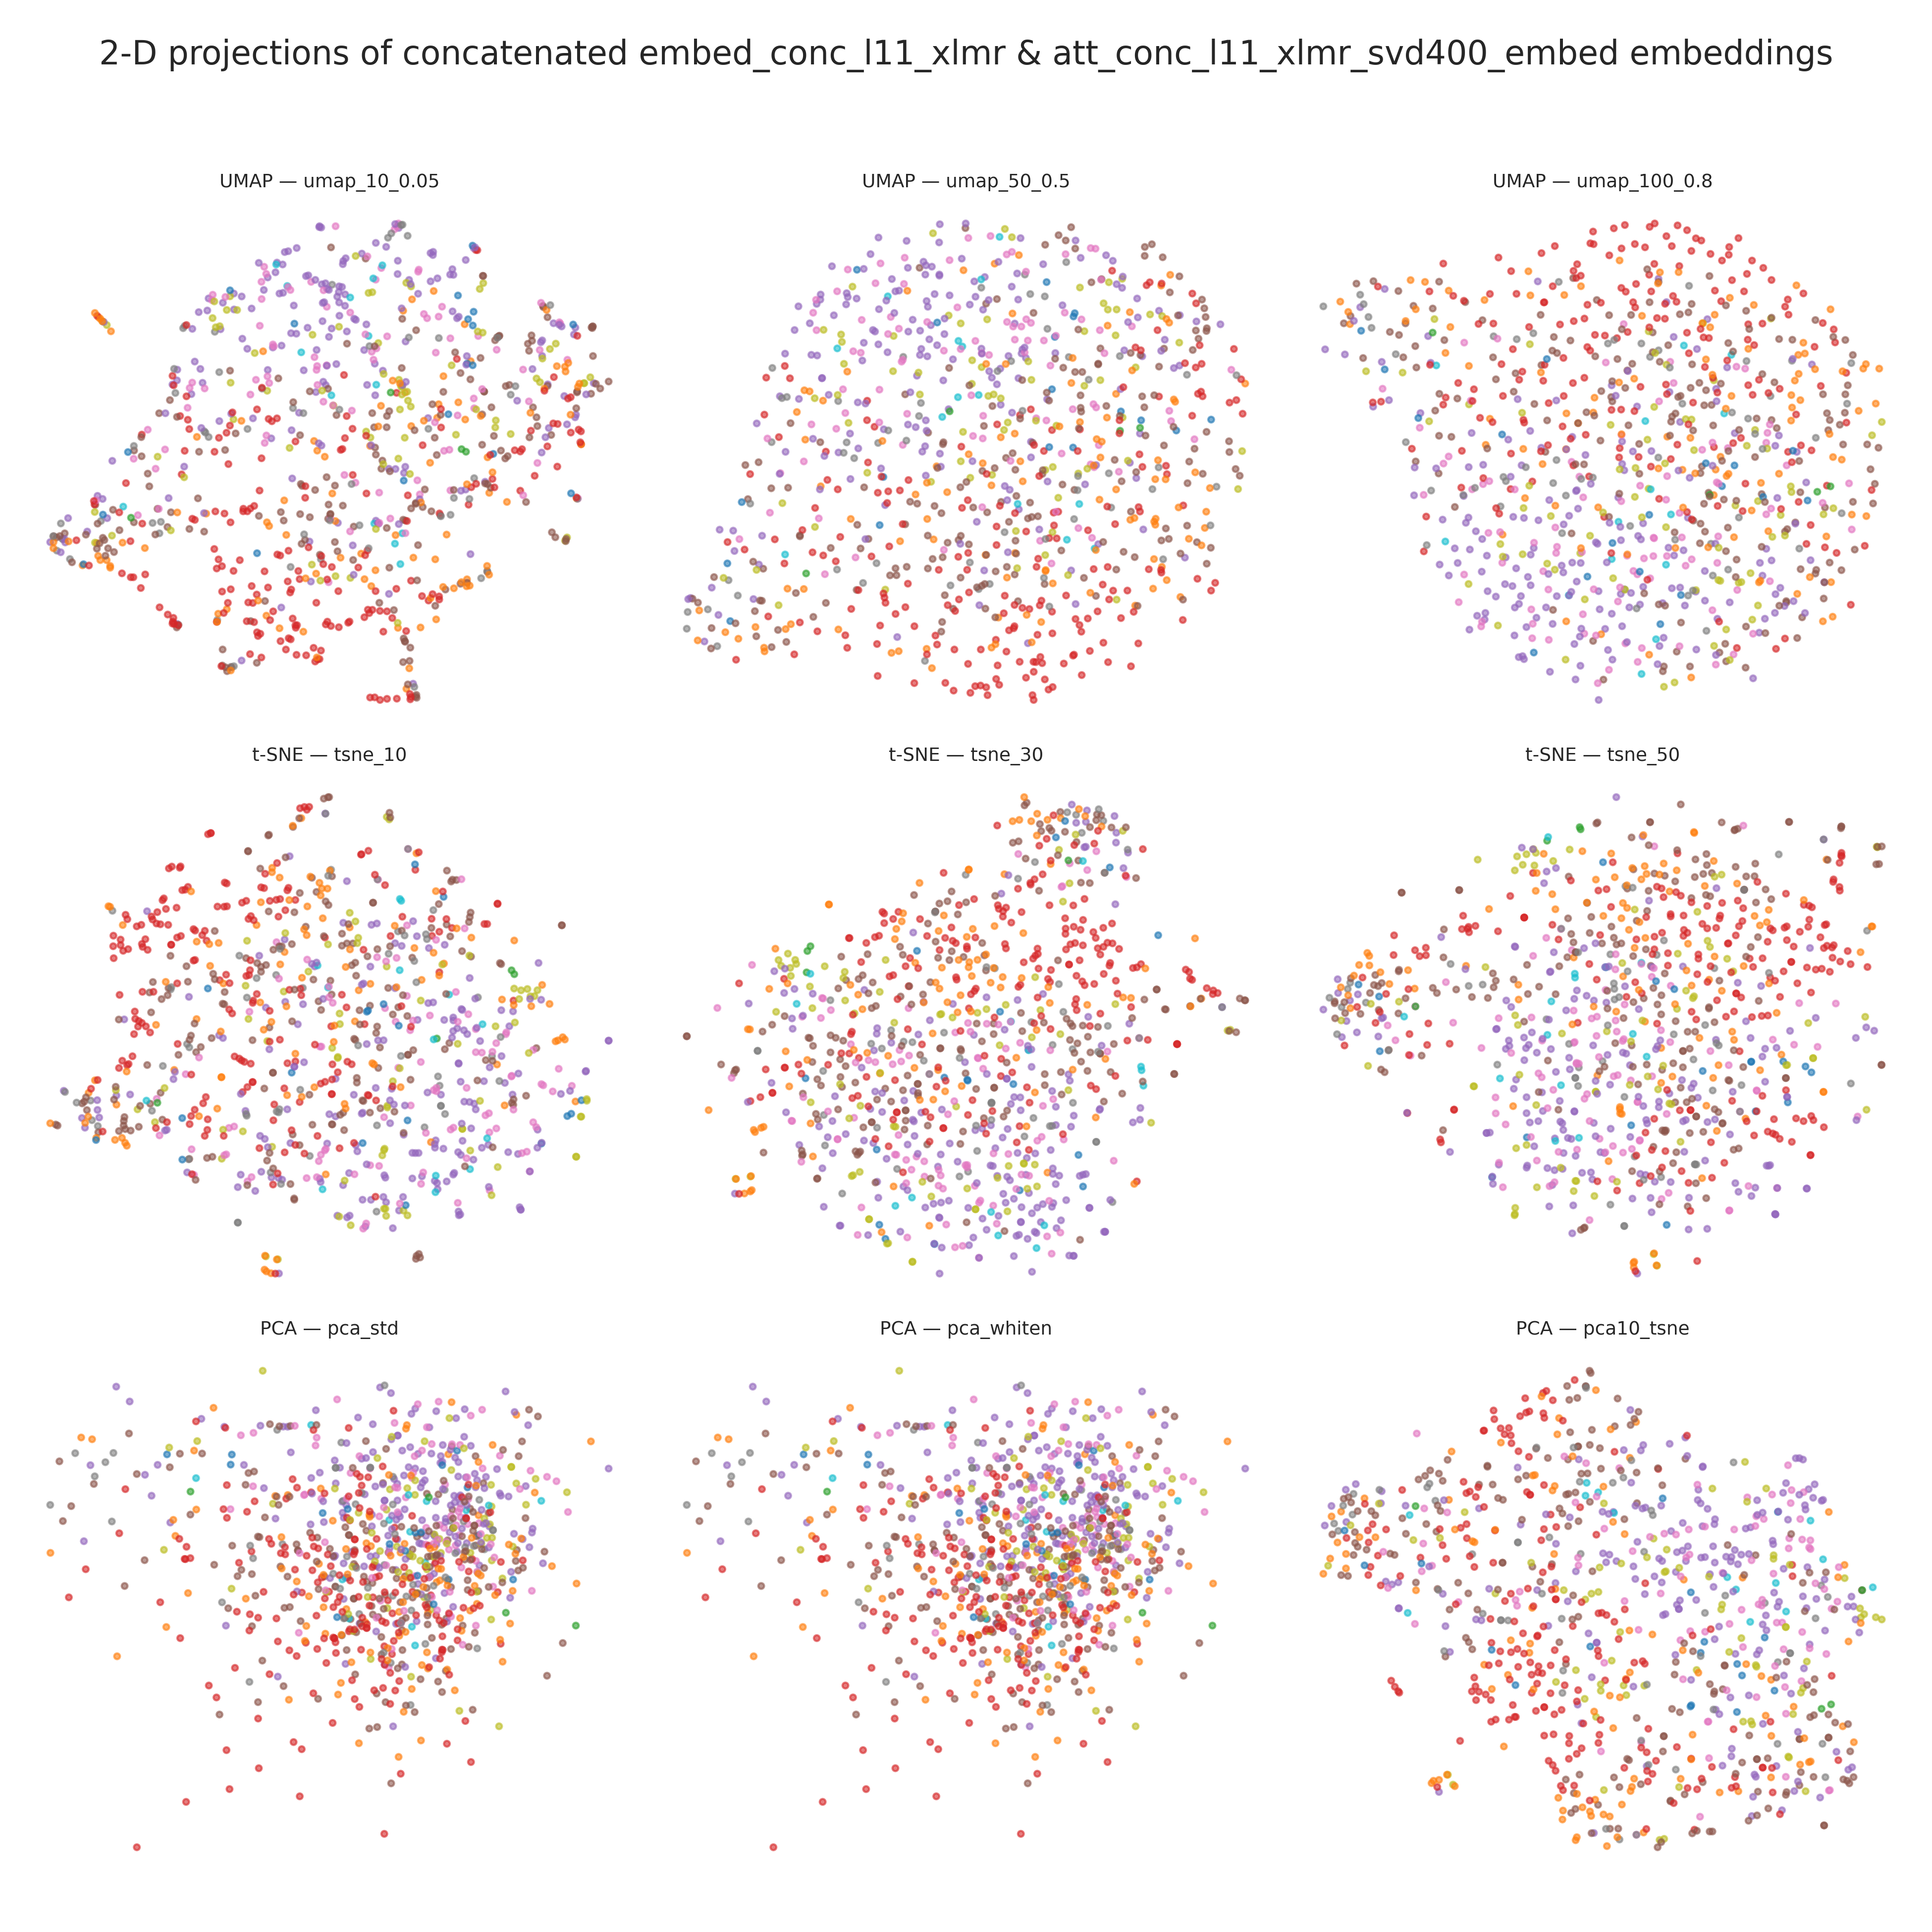 2-D projections of concatenated embed_conc_l11_xlmr & att_conc_l11_xlmr_svd400_embed embeddings
UMAP — umap_10_0.05
UMAP — umap_50_0.5
UMAP — umap_100_0.8
t-SNE — tsne_10
t-SNE — tsne_30
t-SNE — tsne_50
PCA — pca_std
PCA — pca_whiten
PCA — pca10_tsne